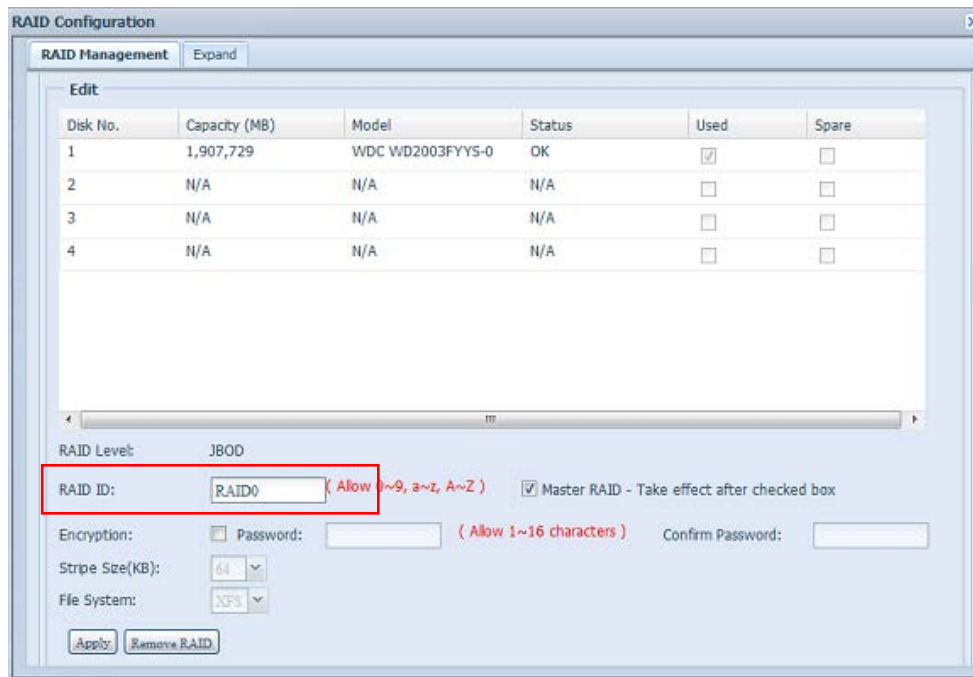 RAID Configuration
RAID Management Expand
Edit
Disk No. Capacity (MB) Model Status Used Spare
1 1,907,729 WDC WD2003FYYS-0 OK
2 N/A N/A N/A
3 N/A N/A N/A
4 N/A N/A N/A
RAID Level: JBOD
RAID ID: RAID0 ( Allow 0~9, a~z, A~Z ) Master RAID - Take effect after checked box
Encryption: Password: ( Allow 1~16 characters ) Confirm Password:
Stripe Size(KB): 64
File System: XFS
Apply Remove RAID